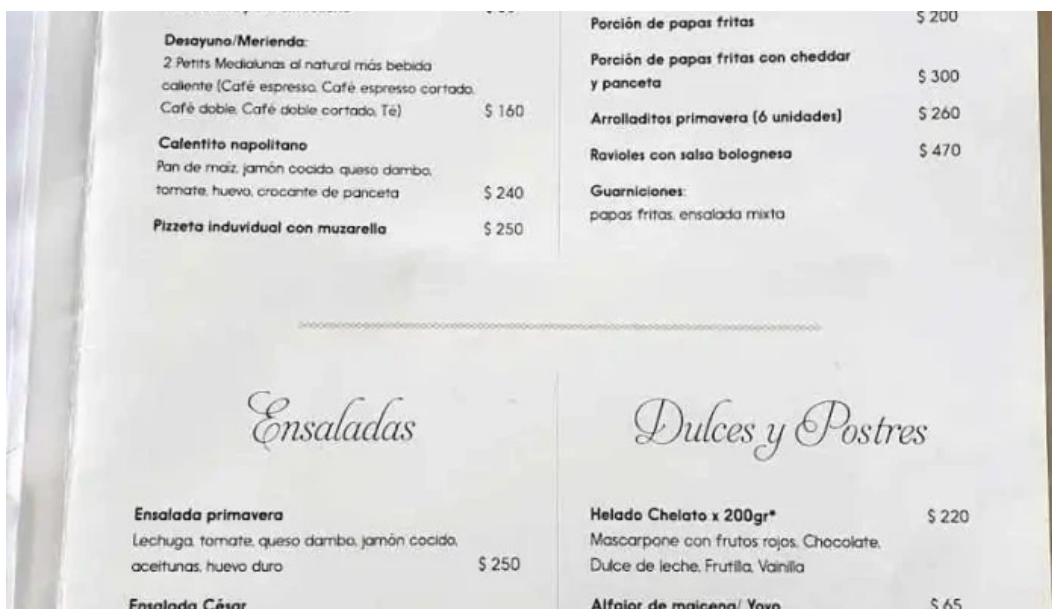 Desayuno/Merienda:
2 Petits Medialunas al natural más bebida
caliente (Café espresso, Café espresso cortado,
Café doble, Café doble cortado, Té) $ 160
Calentito napolitano
Pan de maíz, jamón cocido, queso dambo,
tomate, huevo, crocante de panceta $ 240
Pizzeta induvidual con muzarella $ 250
Porción de papas fritas $ 200
Porción de papas fritas con cheddar
y panceta $ 300
Arrolladitos primavera (6 unidades) $ 260
Ravioles con salsa bolognesa $ 470
Guarniciones:
papas fritas, ensalada mixta
Ensaladas
Ensalada primavera
Lechuga, tomate, queso dambo, jamón cocido,
aceitunas, huevo duro $ 250
Ensalada César
Dulces y Postres
Helado Chelato x 200gr* $ 220
Mascarpone con frutos rojos, Chocolate,
Dulce de leche, Frutilla, Vainilla
Alfajor de maicena/ Yoyo $ 65